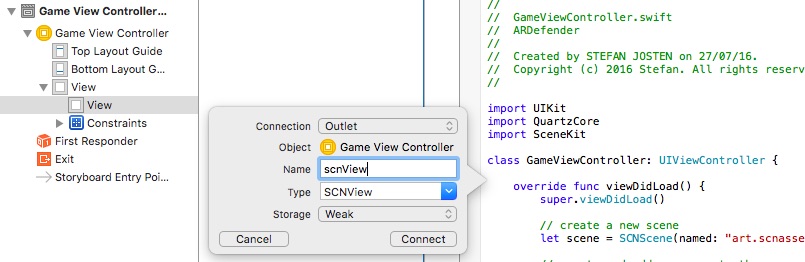 Game View Controller...
Game View Controller
Top Layout Guide
Bottom Layout G...
View
View
Constraints
First Responder
Exit
Storyboard Entry Poi...
Connection Outlet
Object Game View Controller
Name scnView
Type SCNView
Storage Weak
Cancel Connect
//
// GameViewController.swift
// ARDefender
//
// Created by STEFAN JOSTEN on 27/07/16.
// Copyright (c) 2016 Stefan. All rights reserv
//
import UIKit
import QuartzCore
import SceneKit
class GameViewController: UIViewController {
override func viewDidLoad() {
super.viewDidLoad()
// create a new scene
let scene = SCNScene(named: "art.scnasse